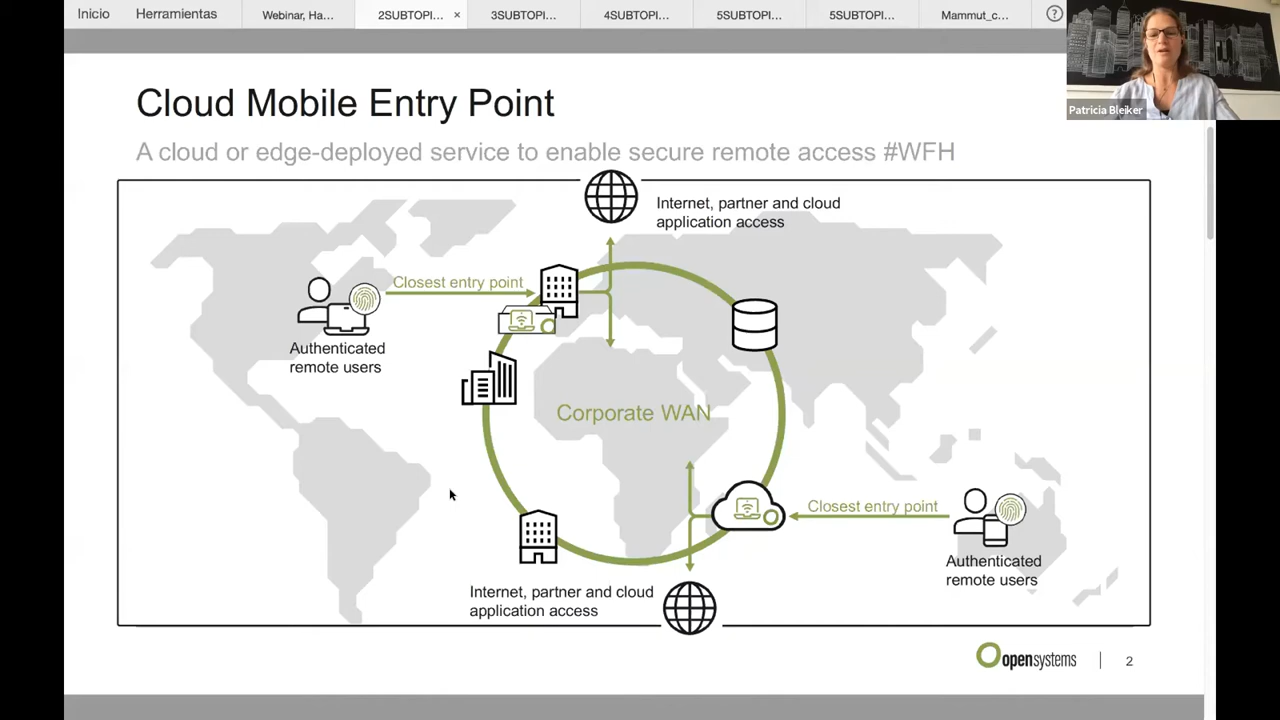 Inicio
Herramientas
Webinar, Ha...
2SUBTOPI...
×
3SUBTOPI...
4SUBTOPI...
5SUBTOPI...
5SUBTOPI...
Mammut_c...
?
Patricia Bleiker
Cloud Mobile Entry Point
A cloud or edge-deployed service to enable secure remote access #WFH
Internet, partner and cloud
application access
Closest entry point
Authenticated
remote users
Corporate WAN
Closest entry point
Authenticated
remote users
Internet, partner and cloud
application access
open systems
2